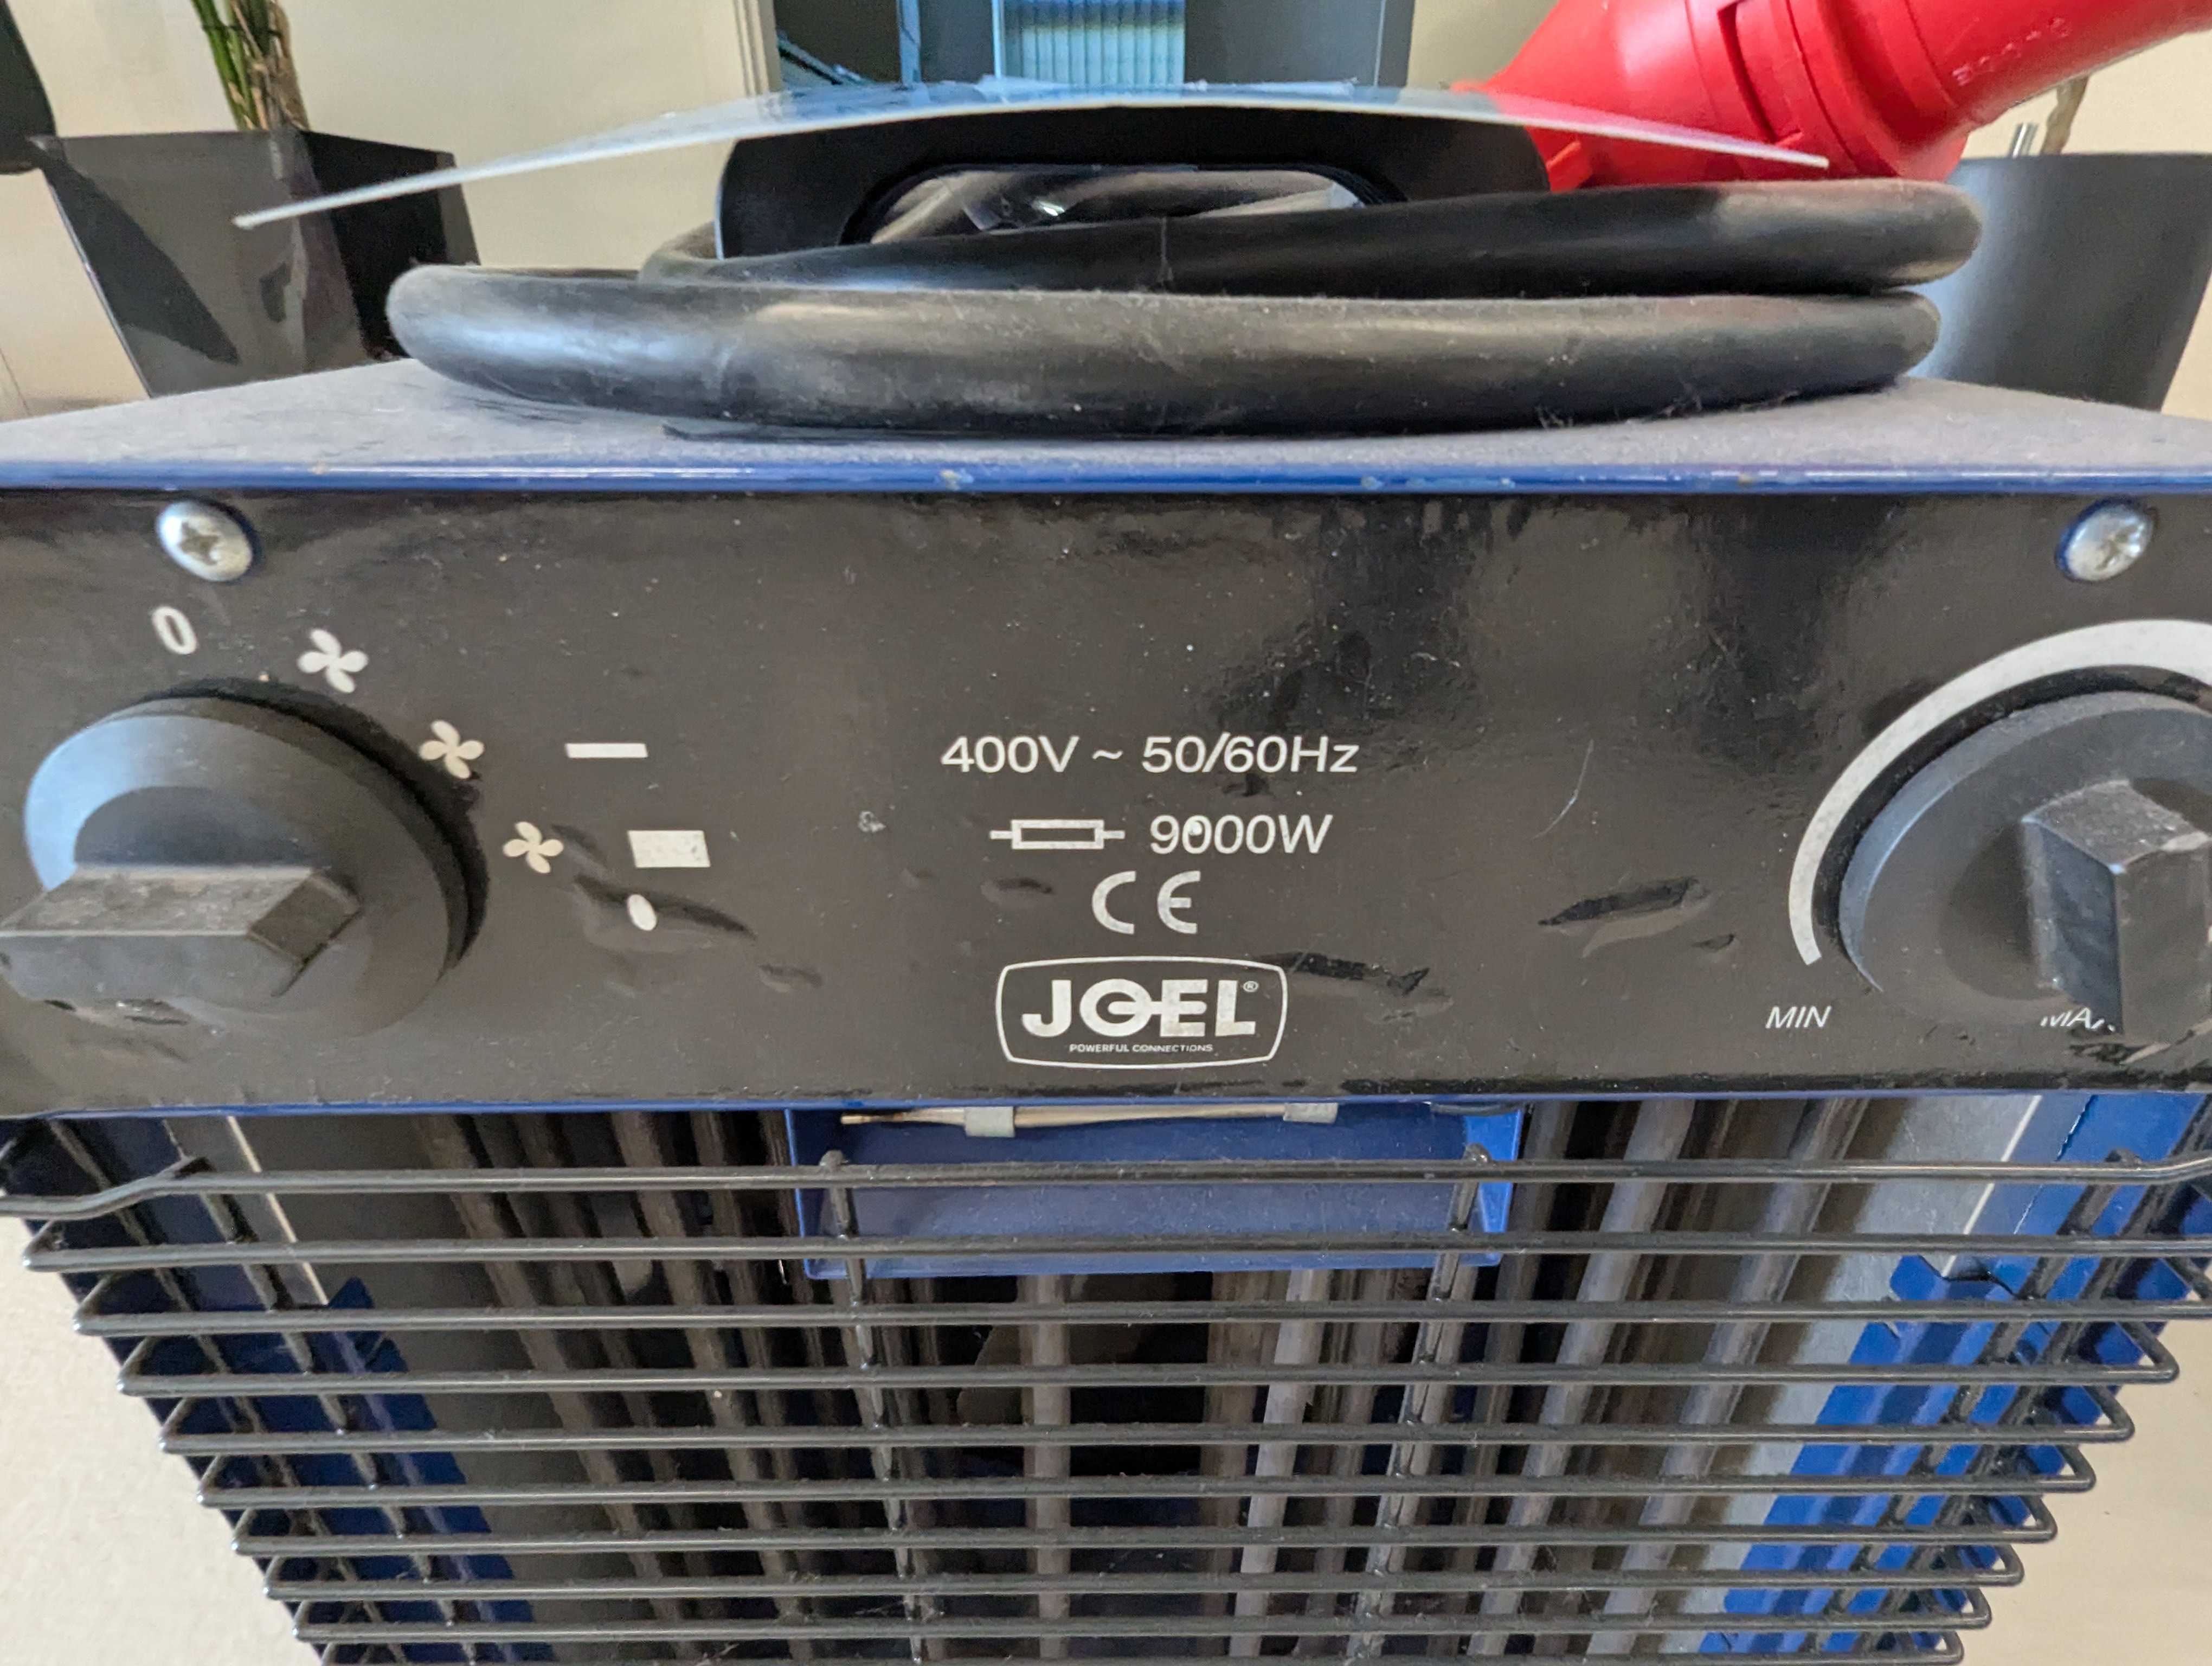 0
400V ~ 50/60Hz
9000W
CE
JOEL®
POWERFUL CONNECTIONS
MIN